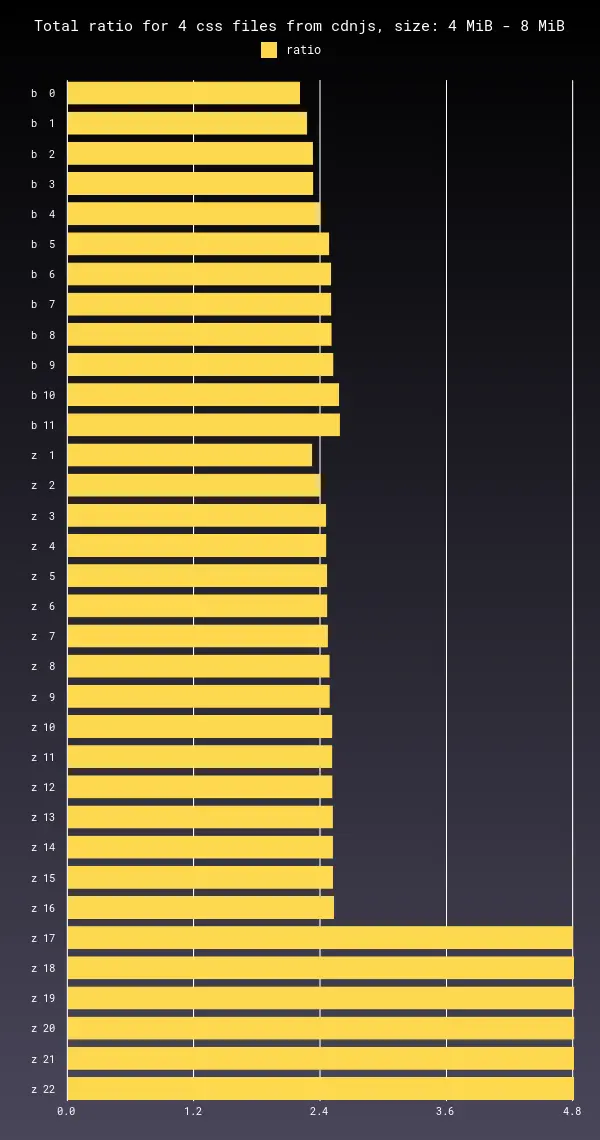 Total ratio for 4 css files from cdnjs, size: 4 MiB - 8 MiB
ratio
b 0
b 1
b 2
b 3
b 4
b 5
b 6
b 7
b 8
b 9
b 10
b 11
z 1
z 2
z 3
z 4
z 5
z 6
z 7
z 8
z 9
z 10
z 11
z 12
z 13
z 14
z 15
z 16
z 17
z 18
z 19
z 20
z 21
z 22
0.0 1.2 2.4 3.6 4.8